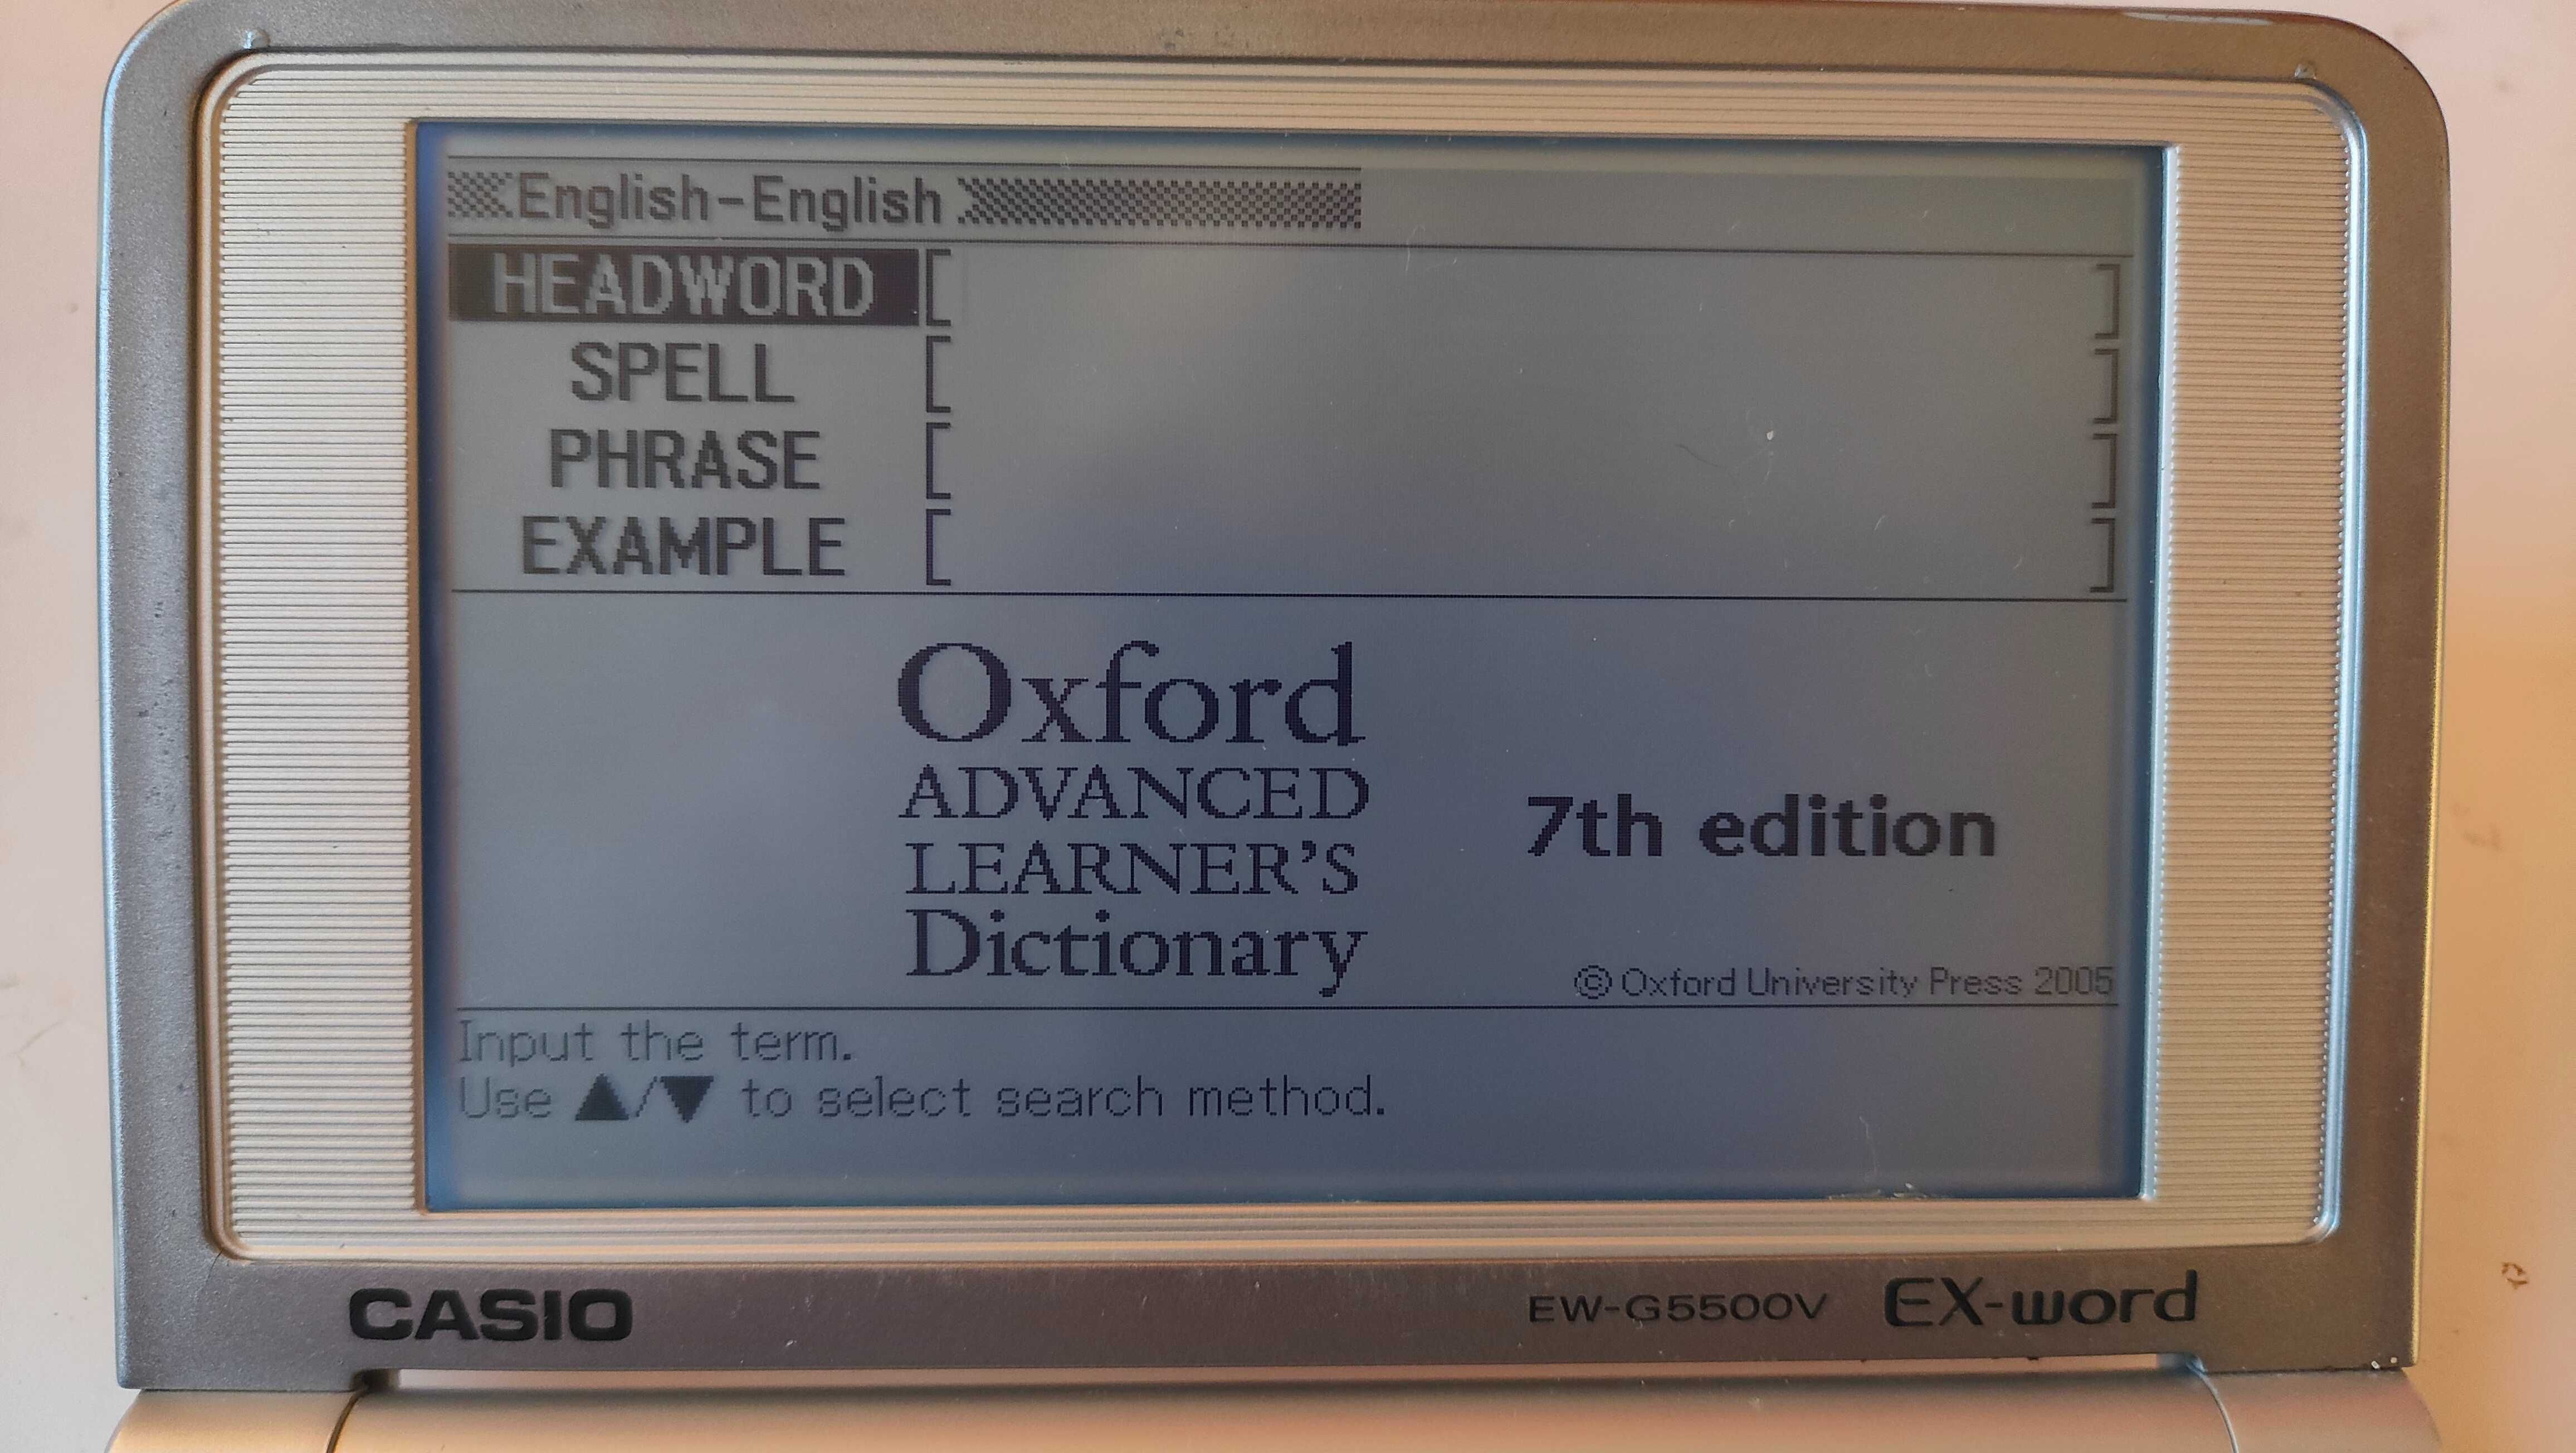 English-English
HEADWORD [ ]
SPELL [ ]
PHRASE [ ]
EXAMPLE [ ]
Oxford
ADVANCED
LEARNER'S
Dictionary
7th edition
© Oxford University Press 2005
Input the term.
Use ▲/▼ to select search method.
CASIO
EW-G5500V EX-word